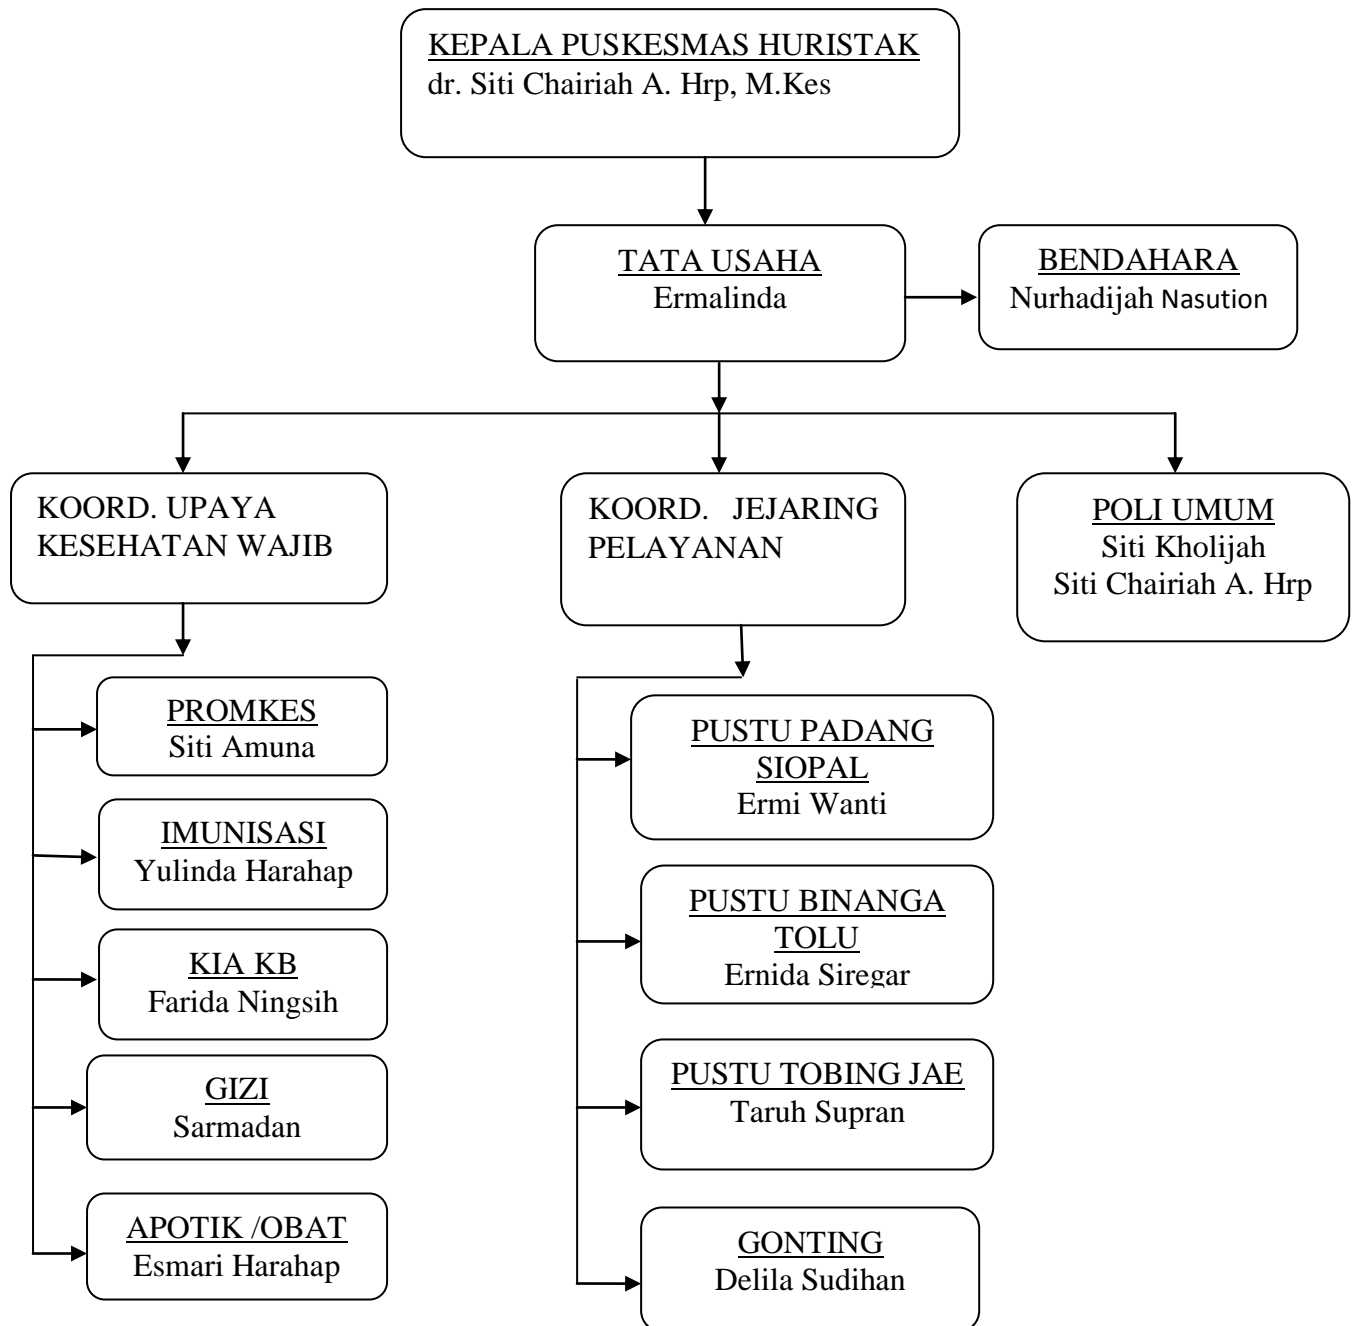 KEPALA PUSKESMAS HURISTAK
dr. Siti Chairiah A. Hrp, M.Kes
TATA USAHA
Ermalinda
BENDAHARA
Nurhadijah Nasution
KOORD. UPAYA
KESEHATAN WAJIB
KOORD. JEJARING
PELAYANAN
POLI UMUM
Siti Kholijah
Siti Chairiah A. Hrp
PROMKES
Siti Amuna
IMUNISASI
Yulinda Harahap
KIA KB
Farida Ningsih
GIZI
Sarmadan
APOTIK /OBAT
Esmari Harahap
PUSTU PADANG
SIOPAL
Ermi Wanti
PUSTU BINANGA
TOLU
Ernida Siregar
PUSTU TOBING JAE
Taruh Supran
GONTING
Delila Sudihan